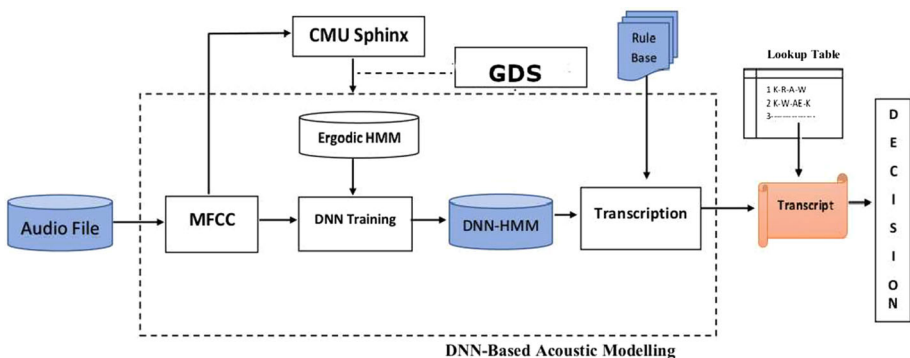 CMU Sphinx
GDS
Rule
Base
Lookup Table
1 K-R-A-W
2 K-W-AE-K
3----------------
Ergodic HMM
Audio File
MFCC
DNN Training
DNN-HMM
Transcription
Transcript
DECISION
DNN-Based Acoustic Modelling